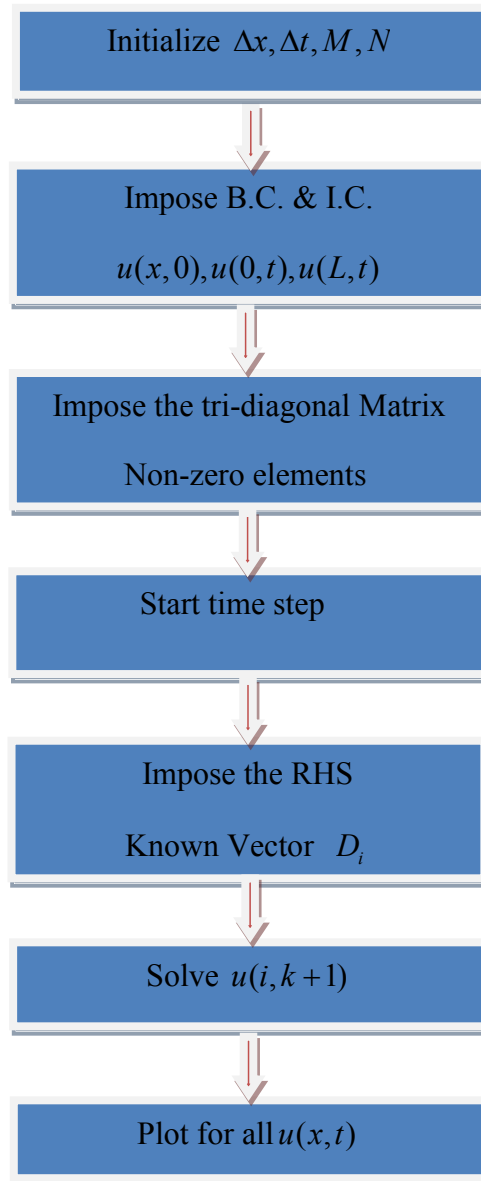 Initialize Δx, Δt, M, N
Impose B.C. & I.C.
u(x,0), u(0,t), u(L,t)
Impose the tri-diagonal Matrix
Non-zero elements
Start time step
Impose the RHS
Known Vector D_i
Solve u(i, k+1)
Plot for all u(x,t)